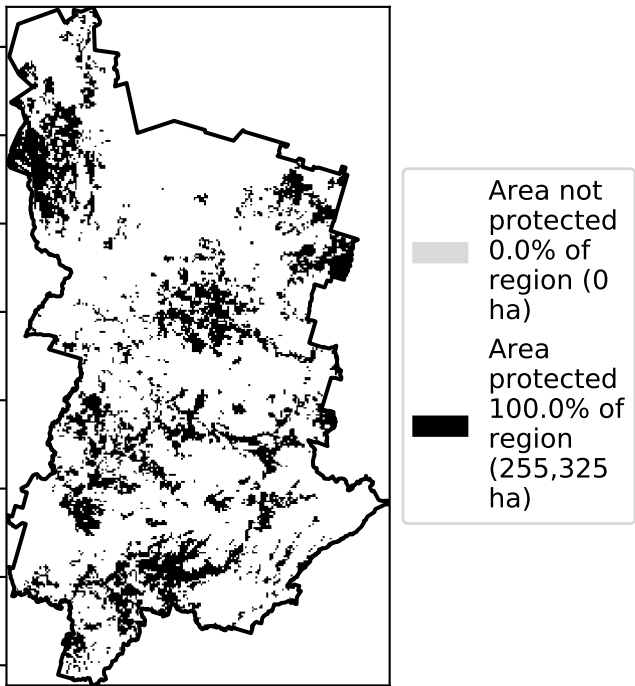 Area not
protected
0.0% of
region (0
ha)
Area
protected
100.0% of
region
(255,325
ha)